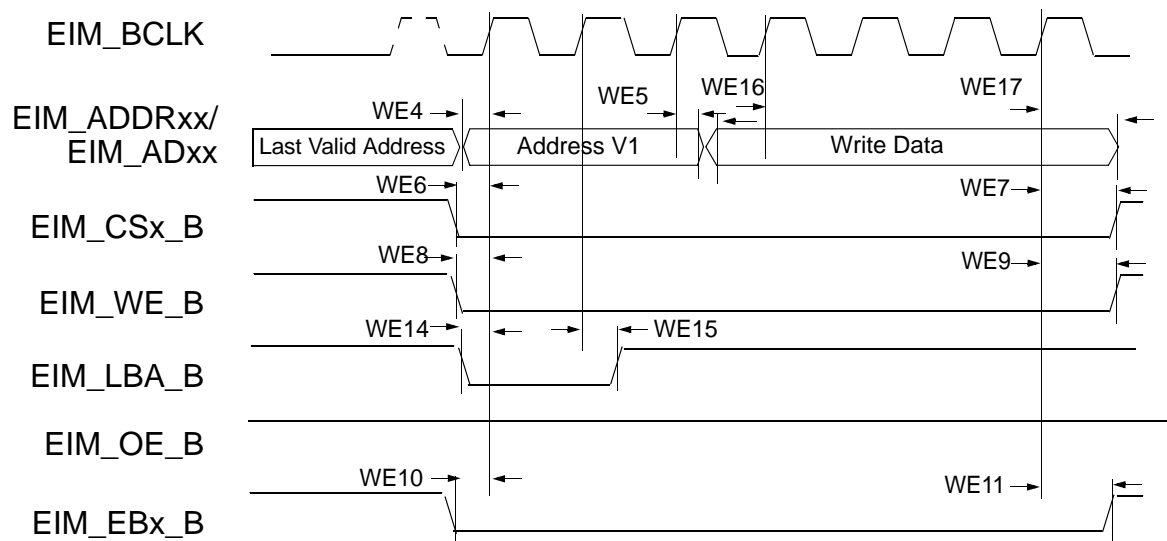 EIM_BCLK
WE4
WE5
WE16
WE17
EIM_ADDRxx/
EIM_ADxx
Last Valid Address
Address V1
Write Data
WE6
WE7
EIM_CSx_B
WE8
WE9
EIM_WE_B
WE14
WE15
EIM_LBA_B
EIM_OE_B
WE10
WE11
EIM_EBx_B